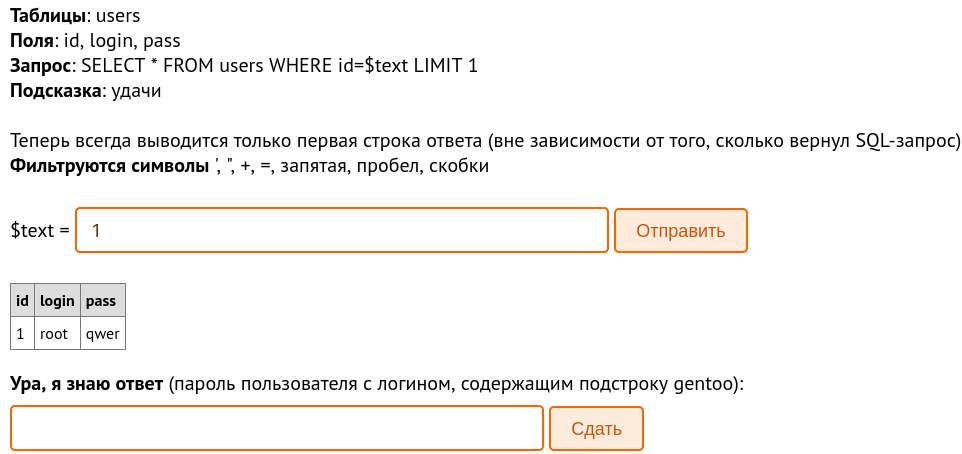 Таблицы: users
Поля: id, login, pass
Запрос: SELECT * FROM users WHERE id=$text LIMIT 1
Подсказка: удачи
Теперь всегда выводится только первая строка ответа (вне зависимости от того, сколько вернул SQL-запрос)
Фильтруются символы ', ", +, =, запятая, пробел, скобки
$text = 1 Отправить
id login pass
1 root qwer
Ура, я знаю ответ (пароль пользователя с логином, содержащим подстроку gentoo):
Сдать